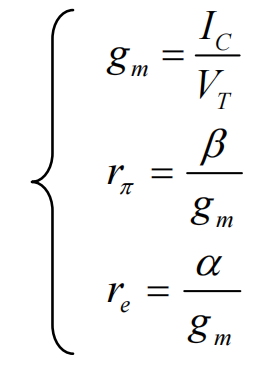 g_m = I_C / V_T
r_π = β / g_m
r_e = α / g_m